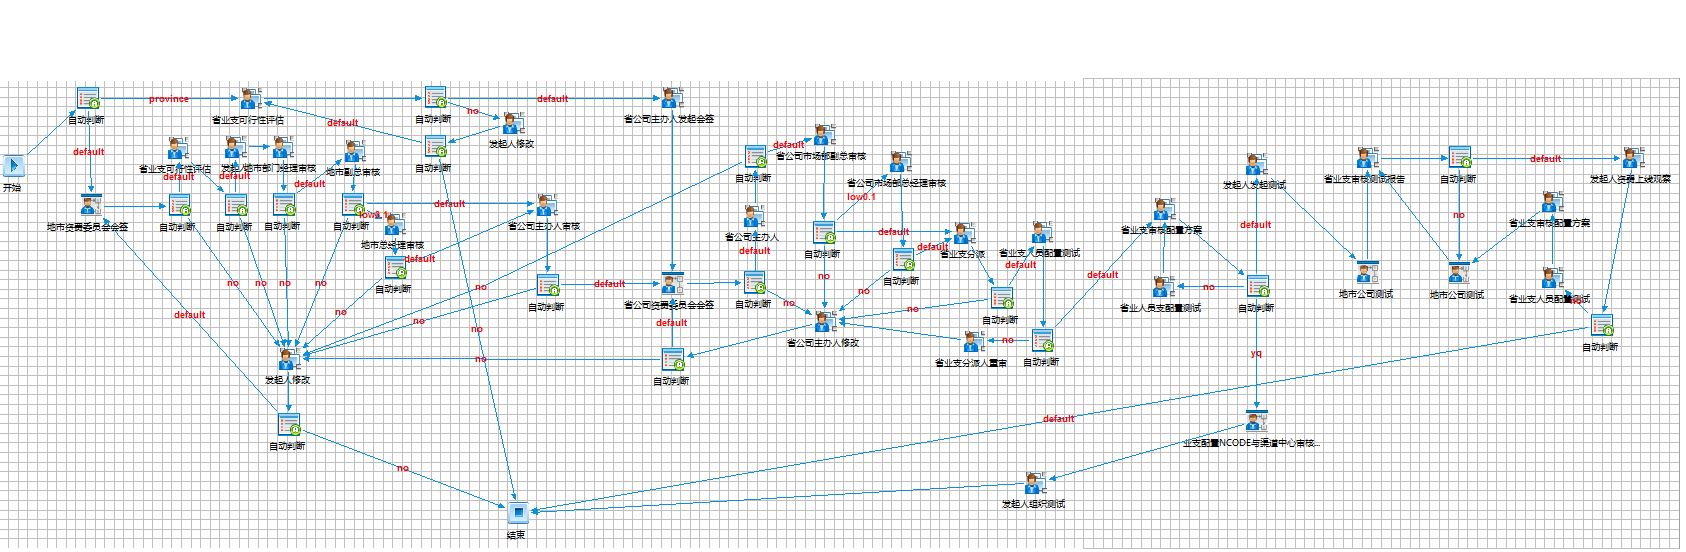 province
default
no
自动判断
省业支可行性评估
自动判断
省公司主办人发起会签
default
default
发起人修改
default
开始
省业支可行性评估
发起人
地市部门经理审核
地市副总审核
自动判断
自动判断
省公司市场部副总审核
省公司市场部总经理审核
发起人发起测试
省业支审核测试报告
自动判断
default
发起人资费上线观察
default
default
default
low0.1
default
low0.1
地市资费委员会会签
自动判断
自动判断
自动判断
自动判断
地市总经理审核
省公司主办人审核
省公司主办人
自动判断
default
省业支分派
省业支人员配置测试
省业支审核配置方案
default
no
省业支审核配置方案
default
自动判断
default
default
自动判断
default
default
no
no
no
no
default
自动判断
省公司资费委员会会签
自动判断
no
no
no
自动判断
省业支人员配置测试
no
自动判断
地市公司测试
地市公司测试
省业支人员配置测试
no
default
no
no
no
default
省公司主办人修改
no
自动判断
省业支分派人重审
no
自动判断
yq
自动判断
发起人修改
no
自动判断
default
自动判断
no
业支配置NCODE与渠道中心审核...
发起人组织测试
结束